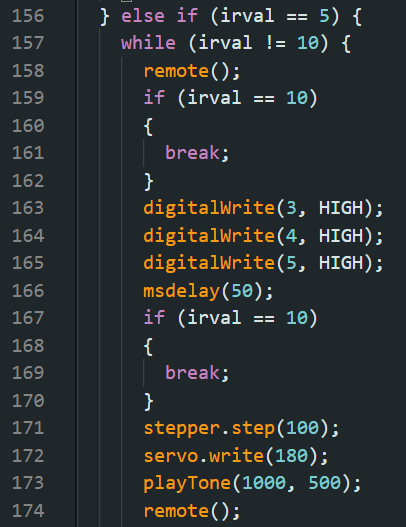 156 } else if (irval == 5) {
157 while (irval != 10) {
158 remote();
159 if (irval == 10)
160 {
161 break;
162 }
163 digitalWrite(3, HIGH);
164 digitalWrite(4, HIGH);
165 digitalWrite(5, HIGH);
166 msdelay(50);
167 if (irval == 10)
168 {
169 break;
170 }
171 stepper.step(100);
172 servo.write(180);
173 playTone(1000, 500);
174 remote();